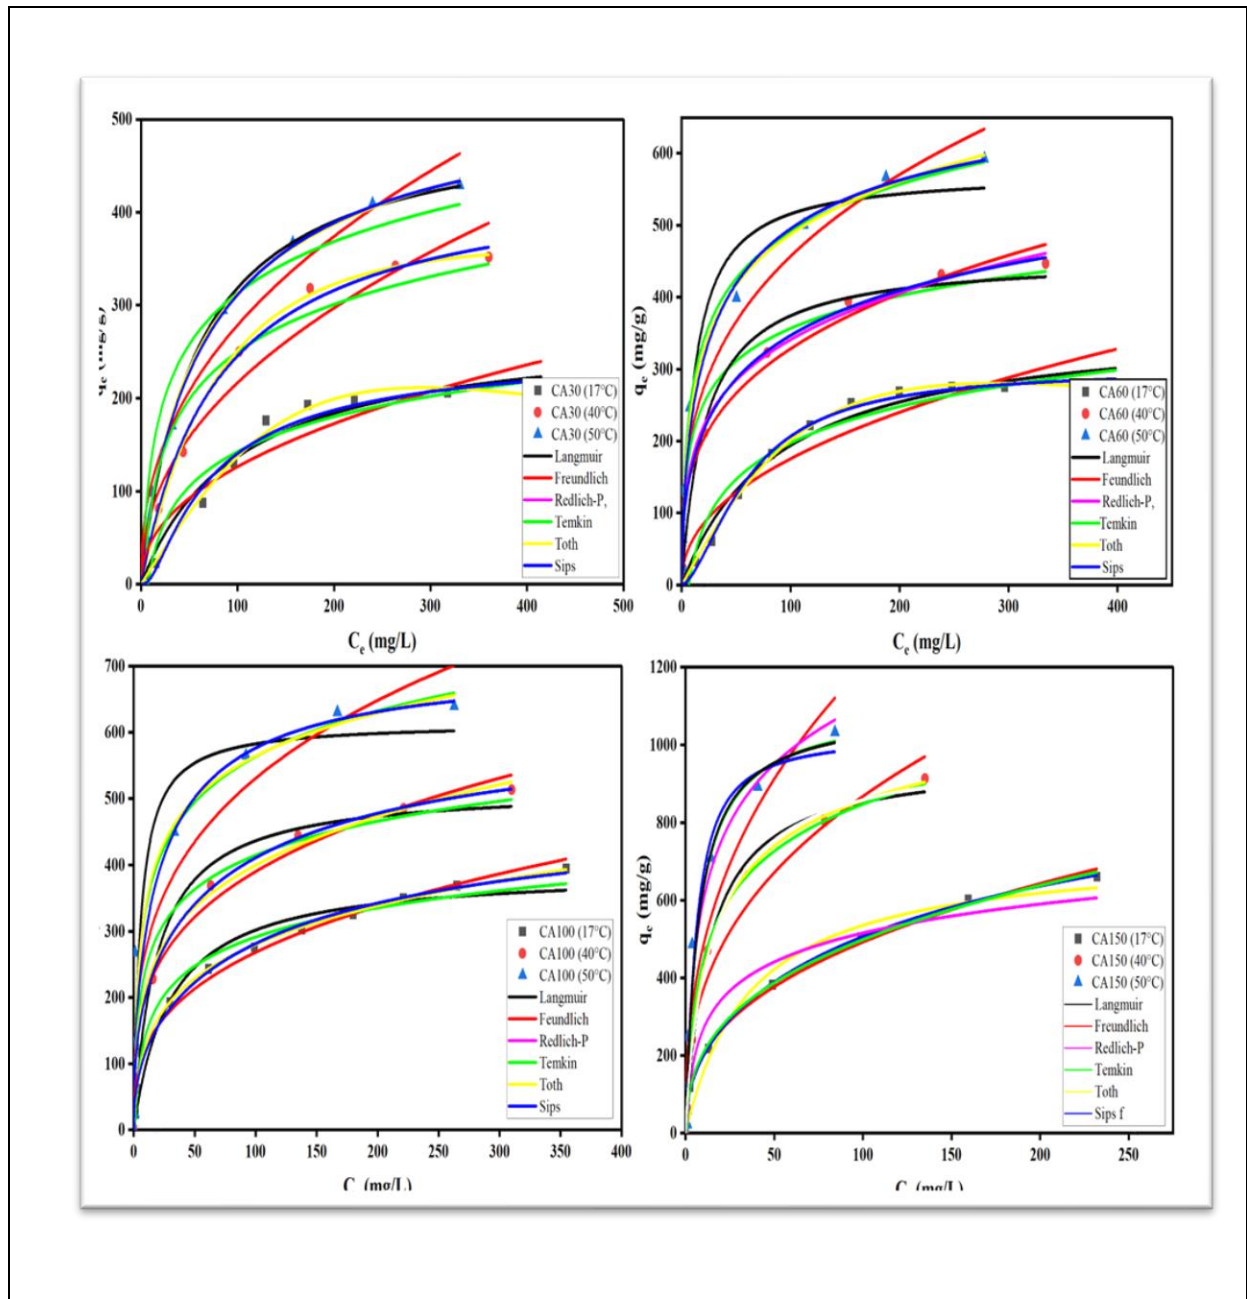 500
400
300
200
100
0
0
100
200
300
400
500
Cₑ (mg/L)
CA30 (17°C)
CA30 (40°C)
CA30 (50°C)
Langmuir
Freundlich
Redlich-P,
Temkin
Toth
Sips
qₑ (mg/g)
600
500
400
300
200
100
0
0
100
200
300
400
Cₑ (mg/L)
CA60 (17°C)
CA60 (40°C)
CA60 (50°C)
Langmuir
Feundlich
Redlich-P,
Temkin
Toth
Sips
700
600
500
400
300
200
100
0
0
50
100
150
200
250
300
350
400
C (mg/L)
CA100 (17°C)
CA100 (40°C)
CA100 (50°C)
Langmuir
Feundlich
Redlich-P
Temkin
Toth
Sips
qₑ (mg/g)
1200
1000
800
600
400
200
0
0
50
100
150
200
250
C (mg/L)
CA150 (17°C)
CA150 (40°C)
CA150 (50°C)
Langmuir
Freundlich
Redlich-P
Temkin
Toth
Sips f